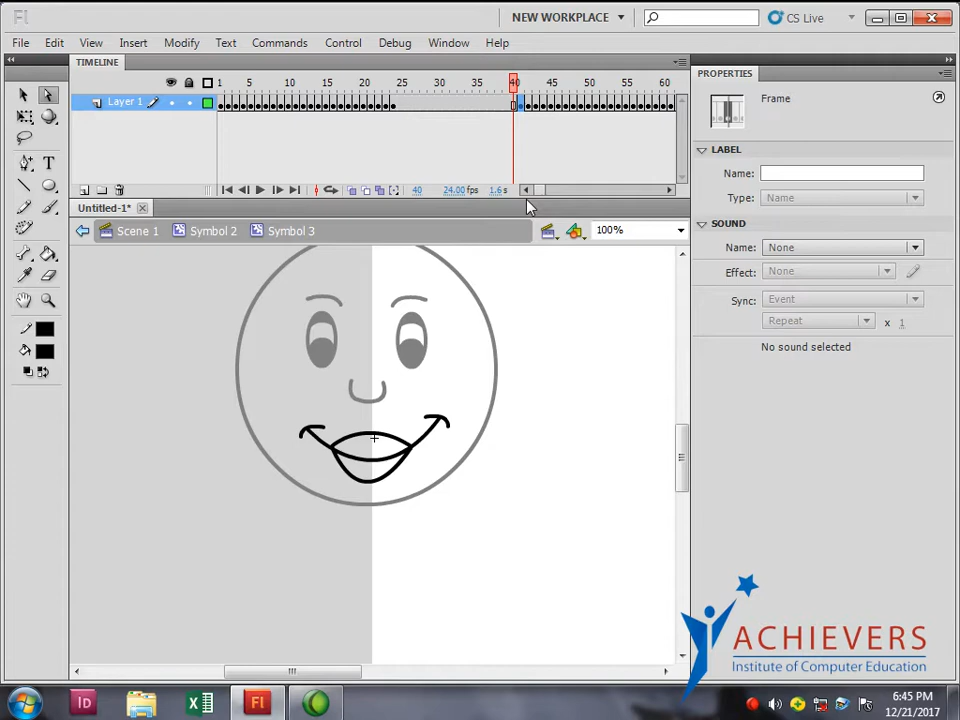 Fl
NEW WORKPLACE
CS Live
File Edit View Insert Modify Text Commands Control Debug Window Help
TIMELINE
1 5 10 15 20 25 30 35 40 45 50 55 60
Layer 1
40 24.00 fps 1.6 s
Untitled-1*
Scene 1 Symbol 2 Symbol 3 100%
PROPERTIES
Frame
LABEL
Name:
Type: Name
SOUND
Name: None
Effect: None
Sync: Event
Repeat x 1
No sound selected
ACHIEVERS
Institute of Computer Education
Id Fl
6:45 PM
12/21/2017